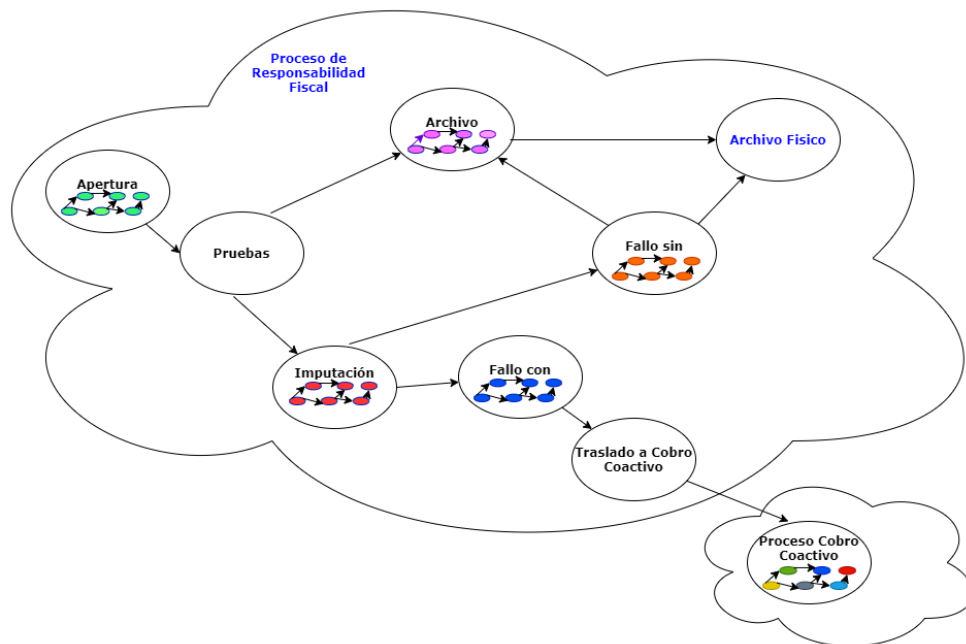 Proceso de
Responsabilidad
Fiscal
Archivo
Archivo Fisico
Apertura
Pruebas
Fallo sin
Imputación
Fallo con
Traslado a Cobro
Coactivo
Proceso Cobro
Coactivo